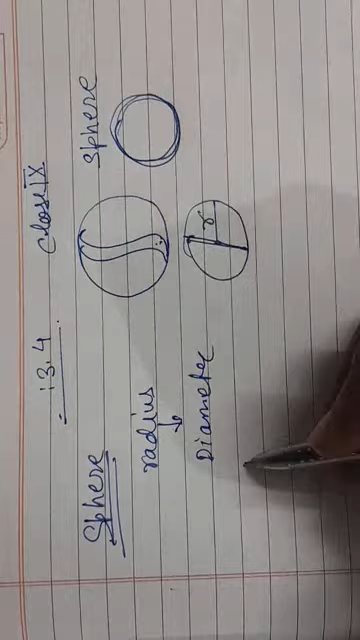 13.4 class IX
Sphere sphere
radius
r
Diameter